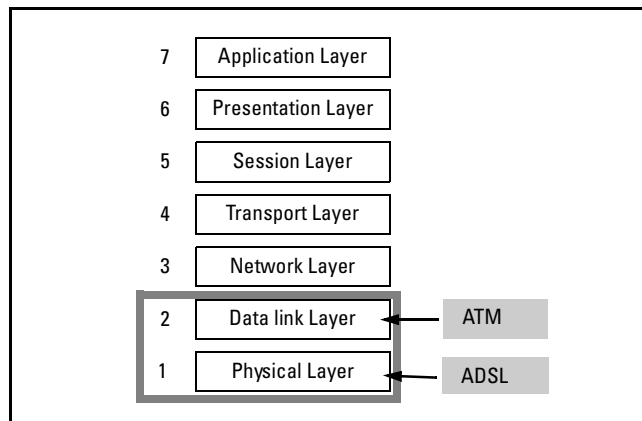 7 Application Layer
6 Presentation Layer
5 Session Layer
4 Transport Layer
3 Network Layer
2 Data link Layer ATM
1 Physical Layer ADSL